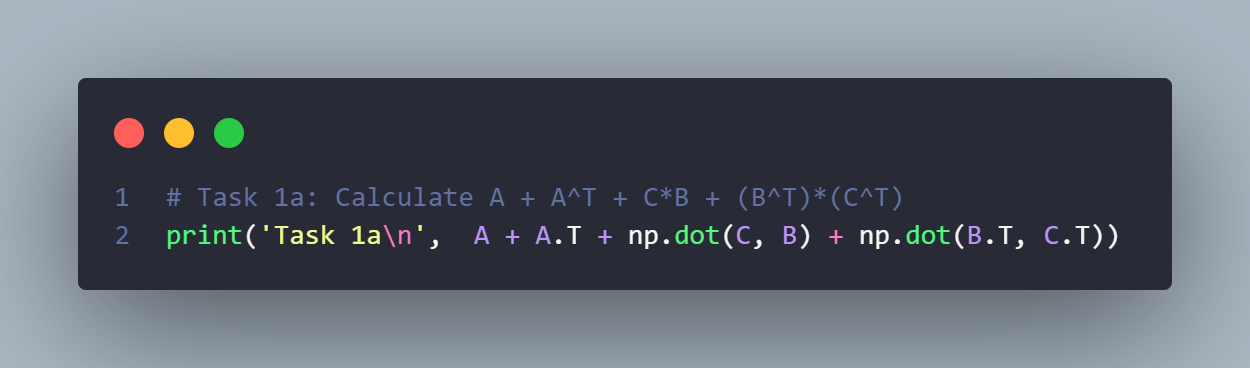 1 # Task 1a: Calculate A + A^T + C*B + (B^T)*(C^T)
2 print('Task 1a\n',  A + A.T + np.dot(C, B) + np.dot(B.T, C.T))